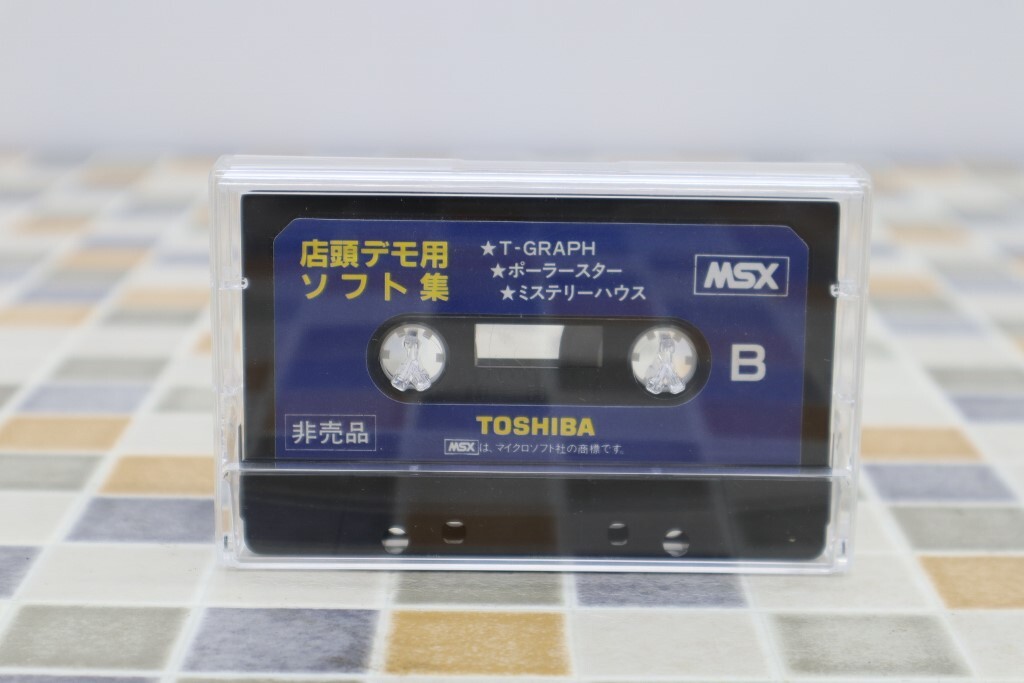 店頭デモ用
ソフト集
★T-GRAPH
★ポーラースター
★ミステリーハウス
MSX
B
非売品
TOSHIBA
MSXは、マイクロソフト社の商標です。